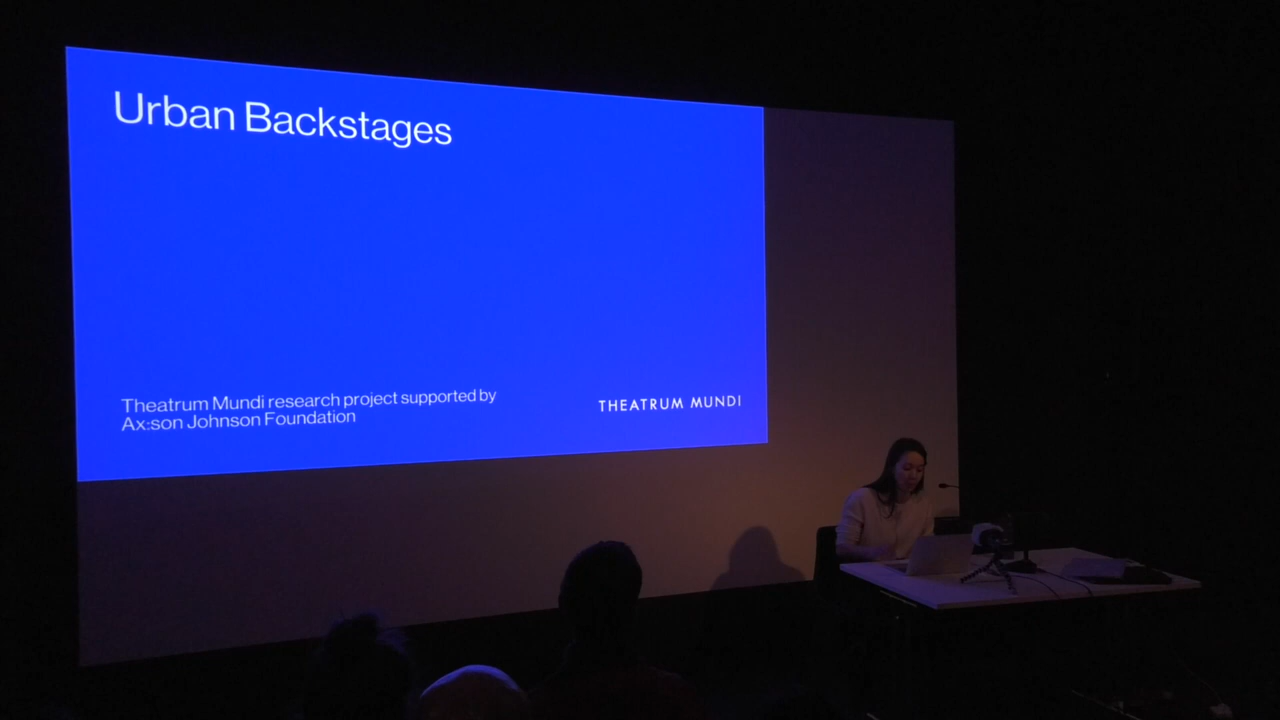 Urban Backstages
Theatrum Mundi research project supported by
Ax:son Johnson Foundation
THEATRUM MUNDI